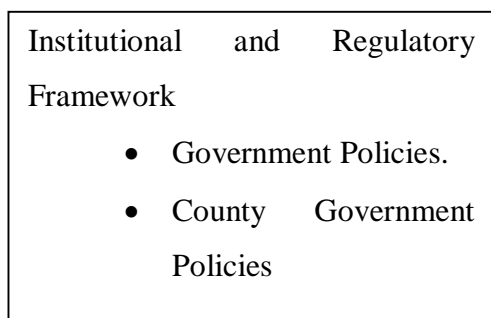 Institutional and Regulatory
Framework
• Government Policies.
• County Government
Policies